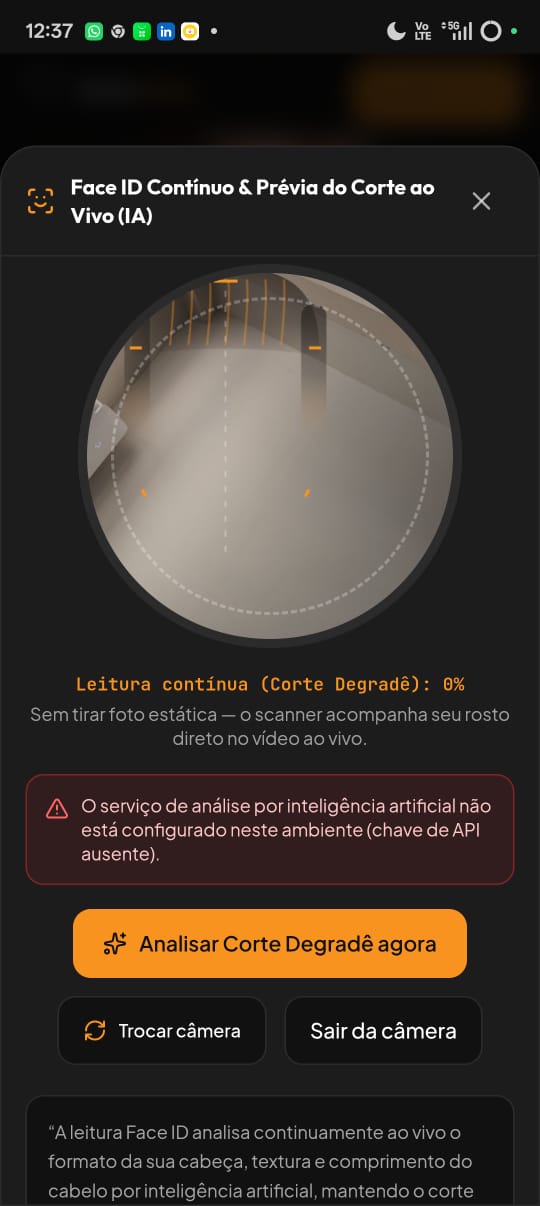 12:37
Vo
LTE
5G
Face ID Contínuo & Prévia do Corte ao
Vivo (IA)
Leitura contínua (Corte Degradê): 0%
Sem tirar foto estática — o scanner acompanha seu rosto
direto no vídeo ao vivo.
O serviço de análise por inteligência artificial não
está configurado neste ambiente (chave de API
ausente).
Analisar Corte Degradê agora
Trocar câmera
Sair da câmera
“A leitura Face ID analisa continuamente ao vivo o
formato da sua cabeça, textura e comprimento do
cabelo por inteligência artificial, mantendo o corte